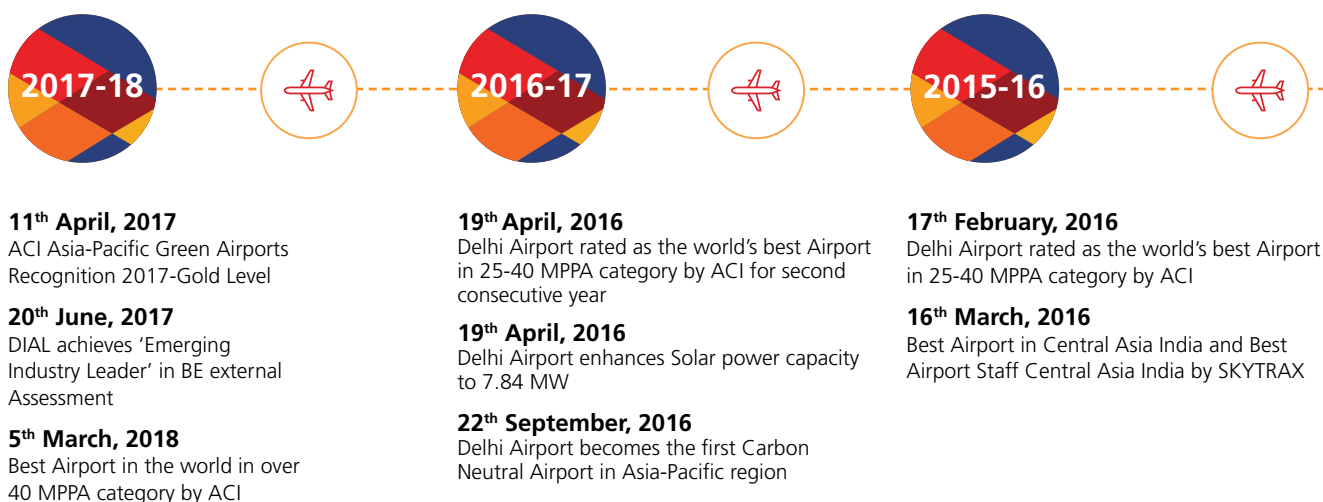 2017-18
11th April, 2017
ACI Asia-Pacific Green Airports
Recognition 2017-Gold Level
20th June, 2017
DIAL achieves ‘Emerging
Industry Leader’ in BE external
Assessment
5th March, 2018
Best Airport in the world in over
40 MPPA category by ACI
2016-17
19th April, 2016
Delhi Airport rated as the world’s best Airport
in 25-40 MPPA category by ACI for second
consecutive year
19th April, 2016
Delhi Airport enhances Solar power capacity
to 7.84 MW
22th September, 2016
Delhi Airport becomes the first Carbon
Neutral Airport in Asia-Pacific region
2015-16
17th February, 2016
Delhi Airport rated as the world’s best Airport
in 25-40 MPPA category by ACI
16th March, 2016
Best Airport in Central Asia India and Best
Airport Staff Central Asia India by SKYTRAX